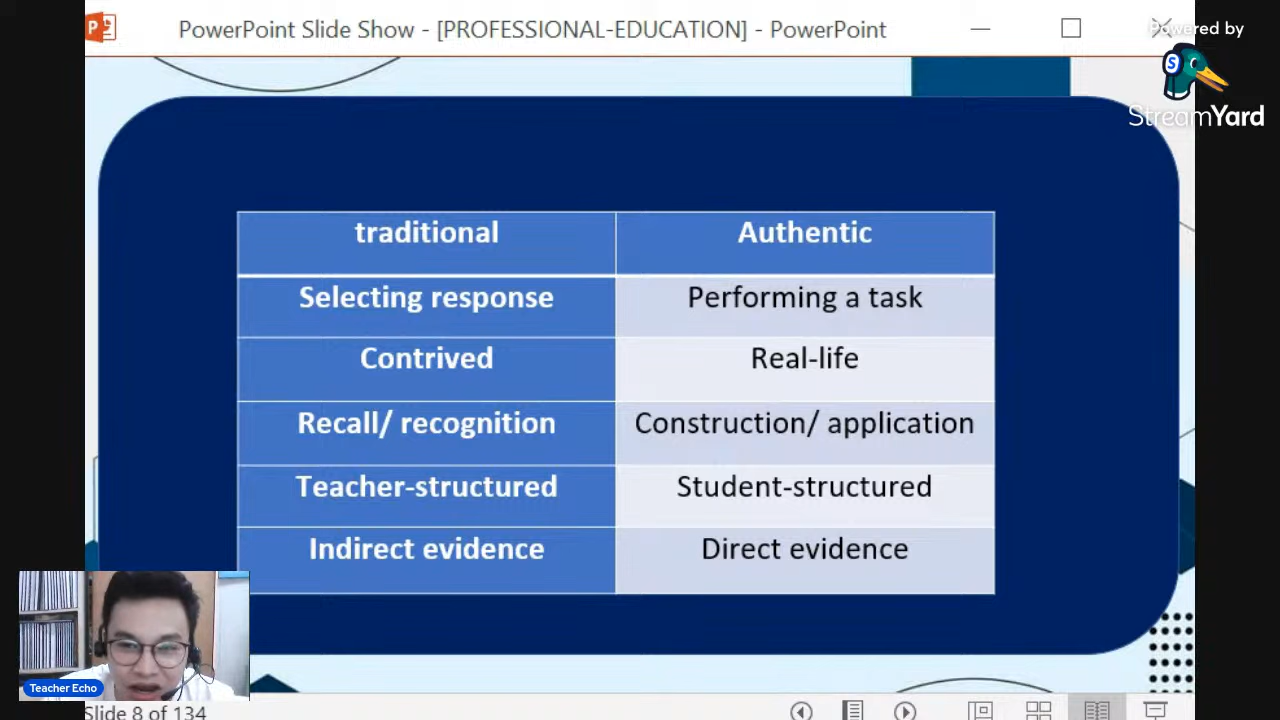 PowerPoint Slide Show - [PROFESSIONAL-EDUCATION] - PowerPoint
Powered by
StreamYard
traditional Authentic
Selecting response Performing a task
Contrived Real-life
Recall/ recognition Construction/ application
Teacher-structured Student-structured
Indirect evidence Direct evidence
Teacher Echo
Slide 8 of 134